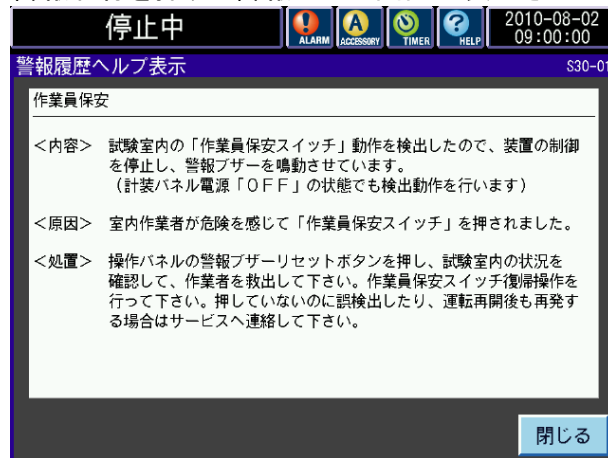 停止中
ALARM
A
ACCESSORY
TIMER
?
HELP
2010-08-02
09:00:00
警報履歴ヘルプ表示
S30-01
作業員保安
<内容> 試験室内の「作業員保安スイッチ」動作を検出したので、装置の制御
を停止し、警報ブザーを鳴動させています。
(計装パネル電源「OFF」の状態でも検出動作を行います)
<原因> 室内作業者が危険を感じて「作業員保安スイッチ」を押されました。
<処置> 操作パネルの警報ブザーリセットボタンを押し、試験室内の状況を
確認して、作業者を救出して下さい。作業員保安スイッチ復帰操作を
行って下さい。押していないのに誤検出したり、運転再開後も再発す
る場合はサービスへ連絡して下さい。
閉じる